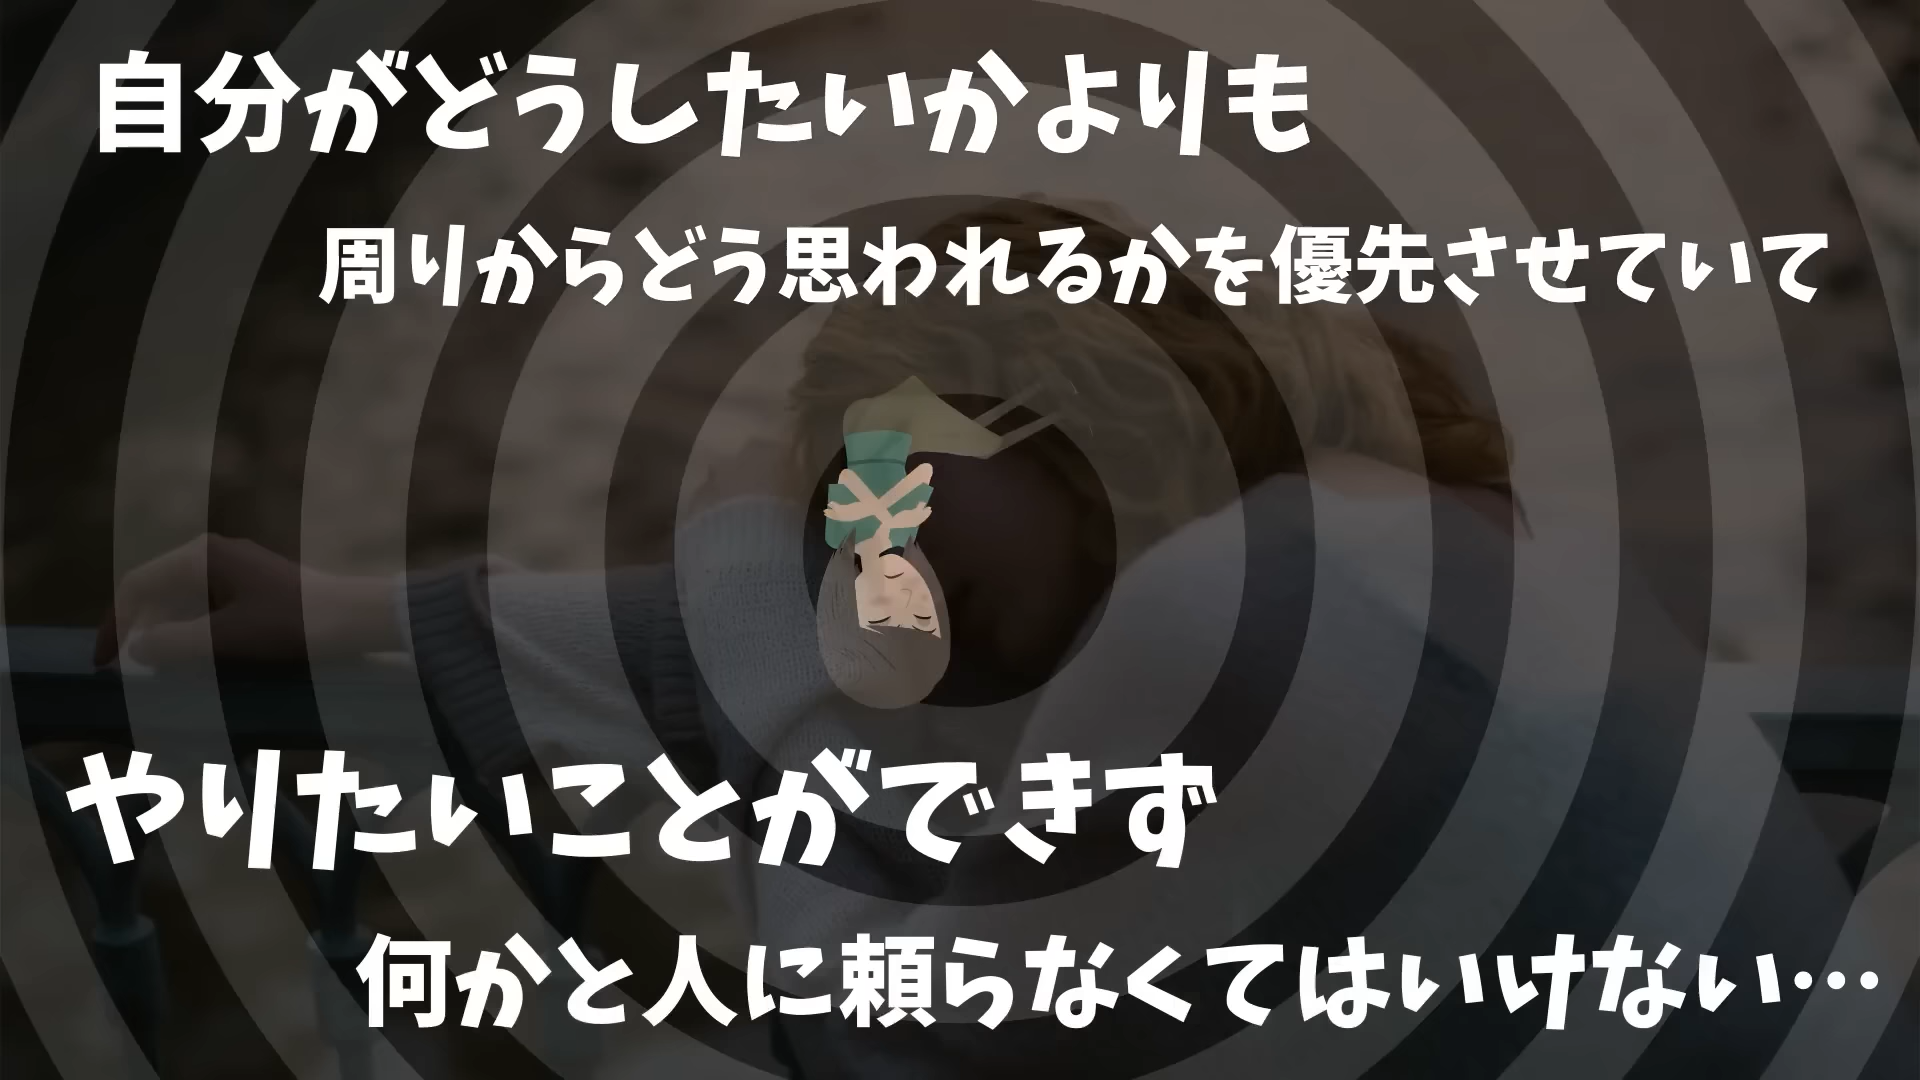 自分がどうしたいかよりも
周りからどう思われるかを優先させていて
やりたいことができず
何かと人に頼らなくてはいけない…